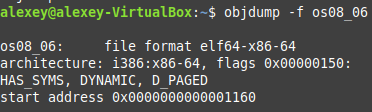 alexey@alexey-VirtualBox:~$ objdump -f os08_06
os08_06:     file format elf64-x86-64
architecture: i386:x86-64, flags 0x00000150:
HAS_SYMS, DYNAMIC, D_PAGED
start address 0x0000000000001160